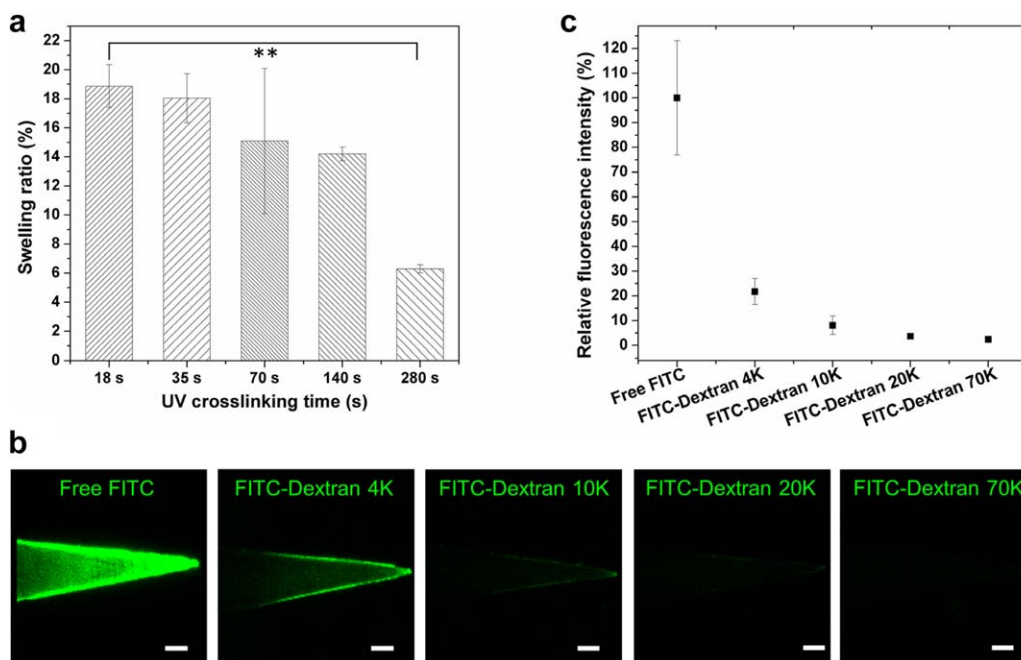 a
Swelling ratio (%)
22
20
18
16
14
12
10
8
6
4
2
0
**
18 s
35 s
70 s
140 s
280 s
UV crosslinking time (s)
c
Relative fluorescence intensity (%)
120
110
100
90
80
70
60
50
40
30
20
10
0
Free FITC
FITC-Dextran 4K
FITC-Dextran 10K
FITC-Dextran 20K
FITC-Dextran 70K
b
Free FITC
FITC-Dextran 4K
FITC-Dextran 10K
FITC-Dextran 20K
FITC-Dextran 70K